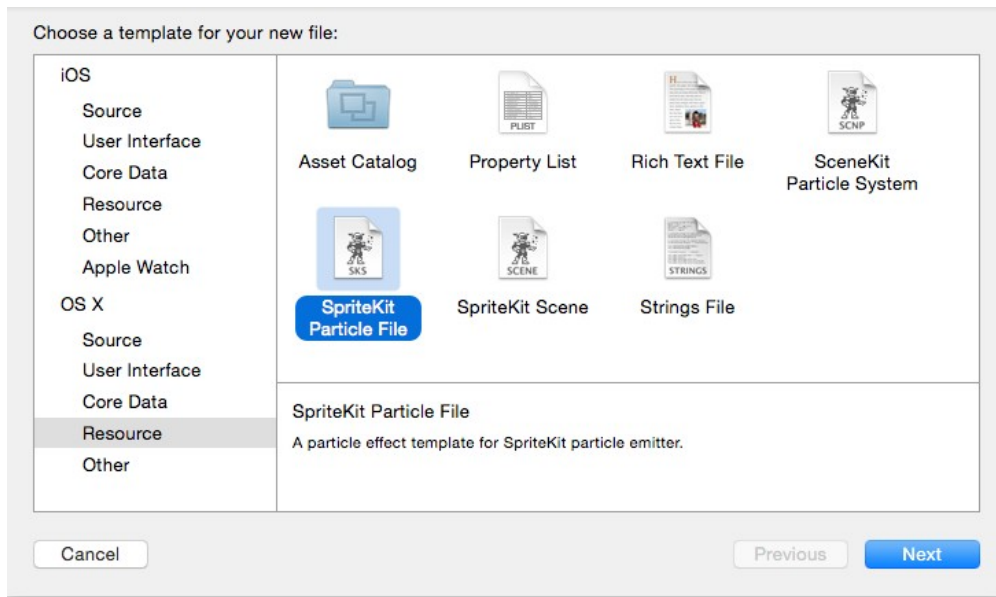 Choose a template for your new file:
iOS
Source
User Interface
Core Data
Resource
Other
Apple Watch
OS X
Source
User Interface
Core Data
Resource
Other
PLIST
SCNP
Asset Catalog
Property List
Rich Text File
SceneKit
Particle System
SKS
SCENE
STRINGS
SpriteKit
Particle File
SpriteKit Scene
Strings File
SpriteKit Particle File
A particle effect template for SpriteKit particle emitter.
Cancel
Previous
Next